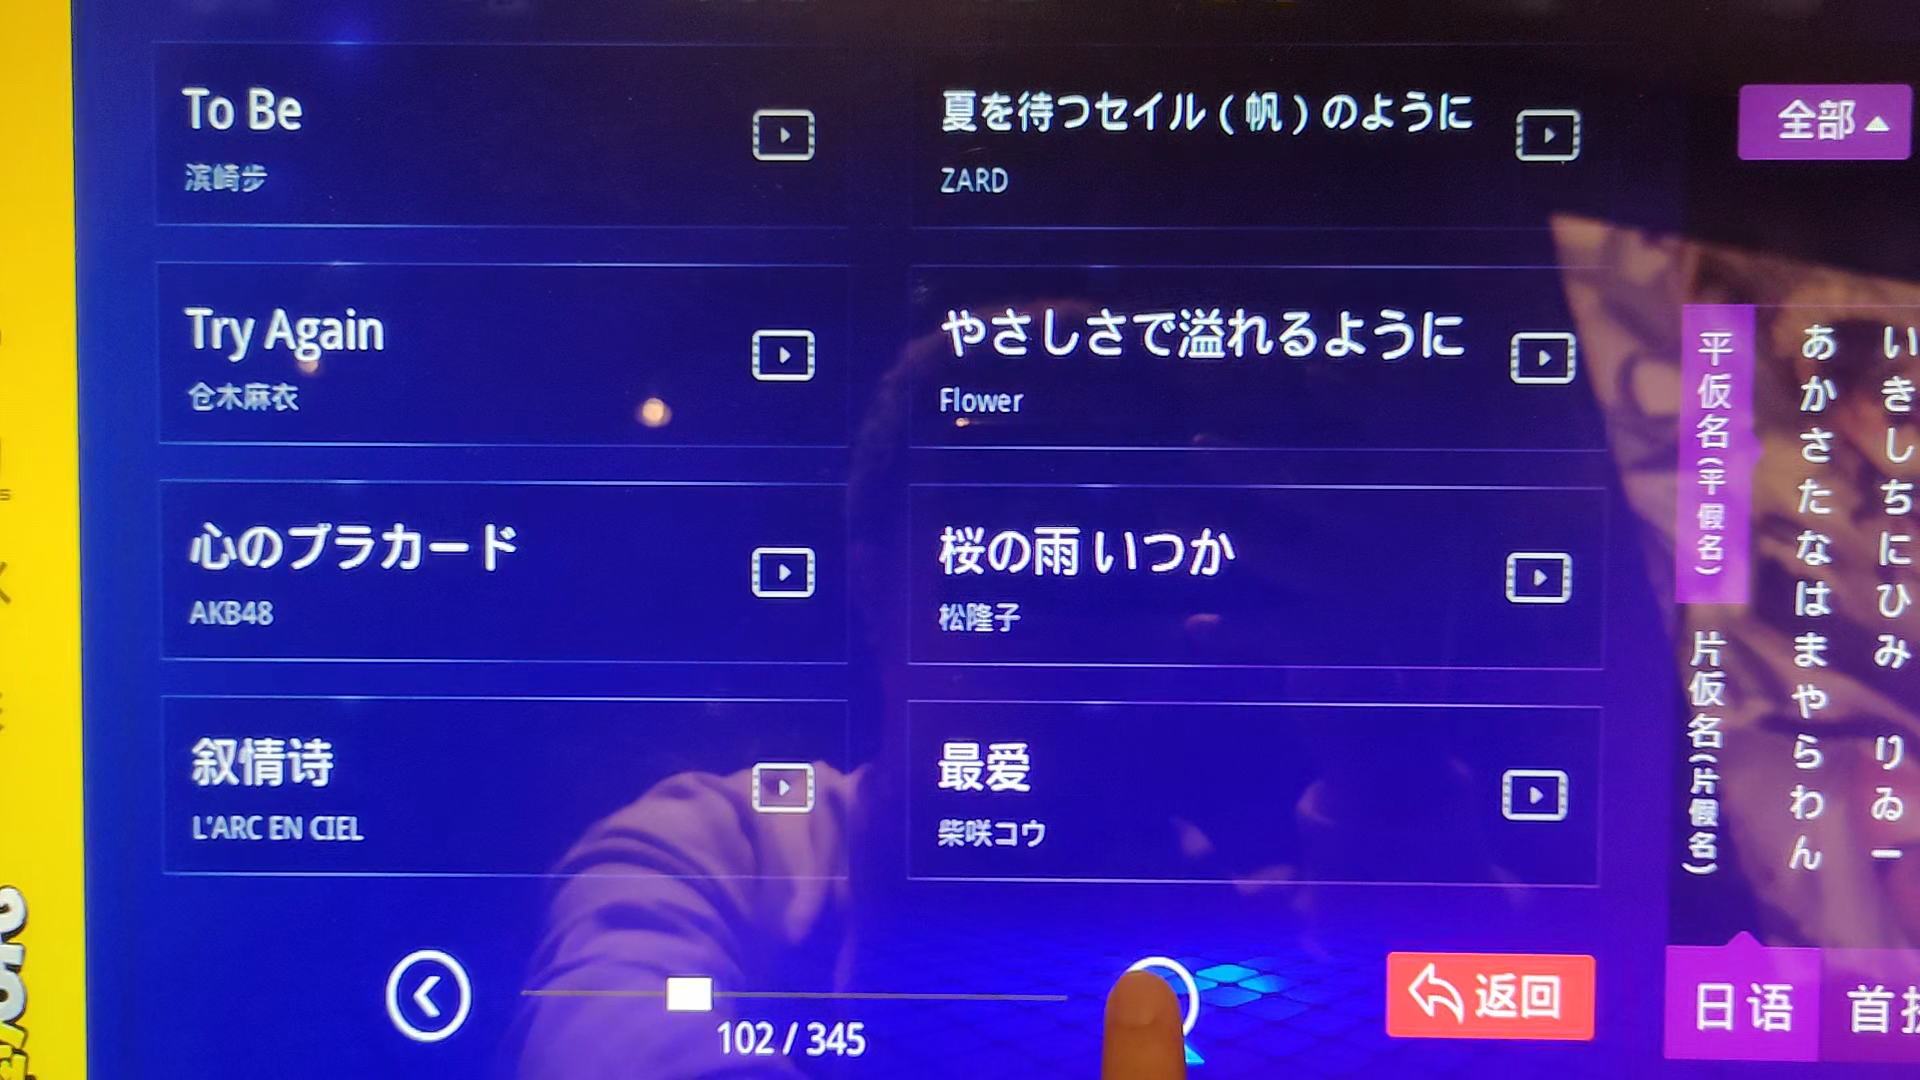 To Be
滨崎步
夏を待つセイル(帆)のように
ZARD
Try Again
仓木麻衣
やさしさで溢れるように
Flower
心のプラカード
AKB48
桜の雨 いつか
松隆子
叙情诗
L'ARC EN CIEL
最爱
柴咲コウ
102 / 345
返回
全部
平仮名(平假名)
片仮名(片假名)
あかさたなはまやらわん
いきしちにひみ りゐー
日语
首